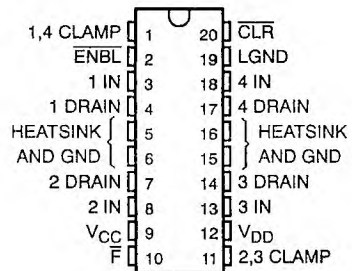 1,4 CLAMP 1 20 C̅L̅R̅
E̅N̅B̅L̅ 2 19 LGND
1 IN 3 18 4 IN
1 DRAIN 4 17 4 DRAIN
HEATSINK 5 16 HEATSINK
AND GND 6 15 AND GND
2 DRAIN 7 14 3 DRAIN
2 IN 8 13 3 IN
VCC 9 12 VDD
F̅ 10 11 2,3 CLAMP